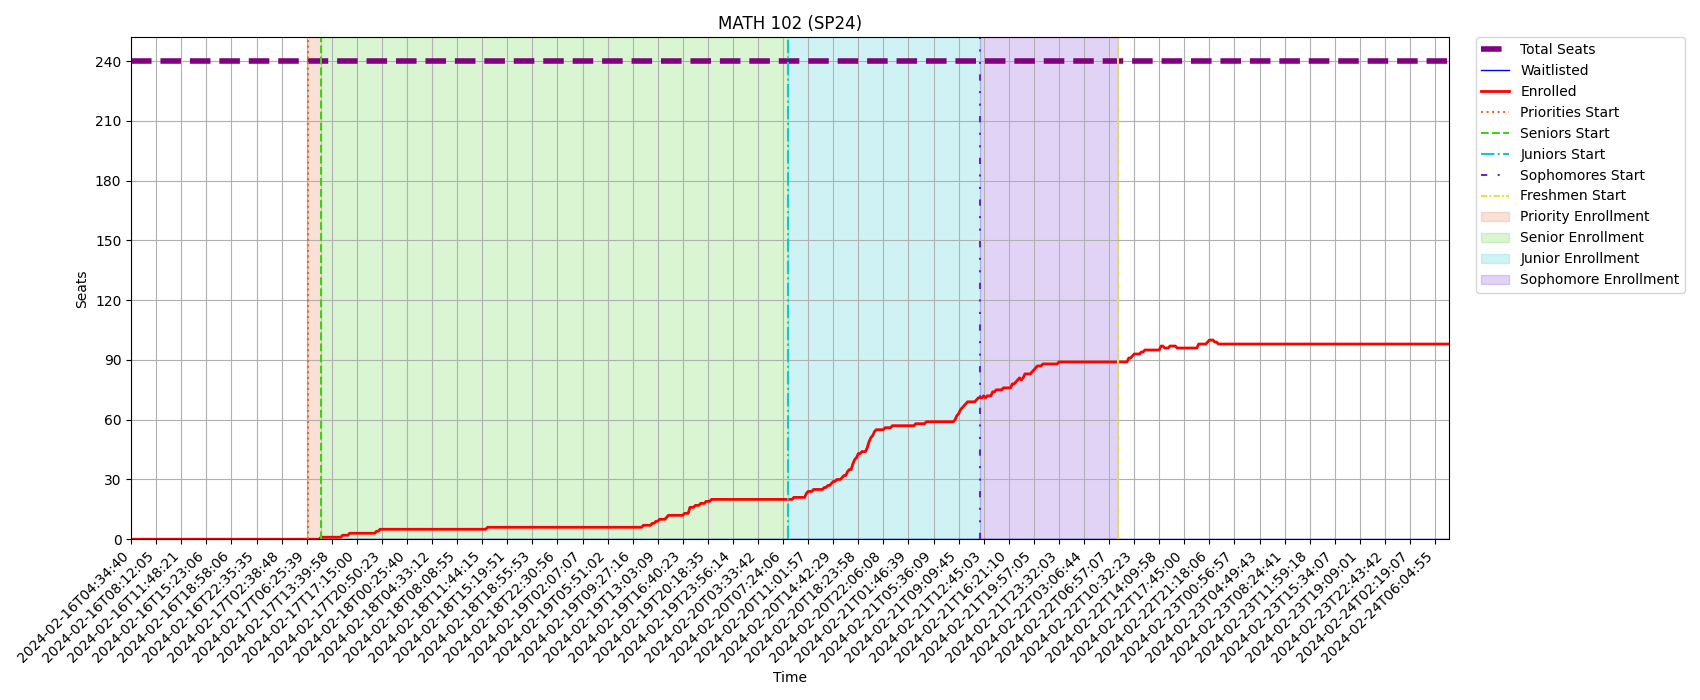 MATH 102 (SP24)
Seats
240
210
180
150
120
90
60
30
0
2024-02-16T04:34:40
2024-02-16T08:12:05
2024-02-16T11:48:21
2024-02-16T15:23:06
2024-02-16T18:58:06
2024-02-16T22:35:35
2024-02-17T02:38:48
2024-02-17T06:25:39
2024-02-17T13:39:58
2024-02-17T17:15:00
2024-02-17T20:50:23
2024-02-18T00:25:40
2024-02-18T04:33:12
2024-02-18T08:08:55
2024-02-18T11:44:15
2024-02-18T15:19:51
2024-02-18T18:55:53
2024-02-18T22:30:56
2024-02-19T02:07:07
2024-02-19T05:51:02
2024-02-19T09:27:16
2024-02-19T13:03:09
2024-02-19T16:40:23
2024-02-19T20:18:35
2024-02-19T23:56:14
2024-02-20T03:33:42
2024-02-20T07:24:06
2024-02-20T11:01:57
2024-02-20T14:42:29
2024-02-20T18:23:58
2024-02-20T22:06:08
2024-02-21T01:46:39
2024-02-21T05:36:09
2024-02-21T09:09:45
2024-02-21T12:45:03
2024-02-21T16:21:10
2024-02-21T19:57:05
2024-02-21T23:32:03
2024-02-22T03:06:44
2024-02-22T06:57:07
2024-02-22T10:32:23
2024-02-22T14:09:58
2024-02-22T17:45:00
2024-02-22T21:18:06
2024-02-23T00:56:57
2024-02-23T04:49:43
2024-02-23T08:24:41
2024-02-23T11:59:18
2024-02-23T15:34:07
2024-02-23T19:09:01
2024-02-23T22:43:42
2024-02-24T02:19:07
2024-02-24T06:04:55
Time
Total Seats
Waitlisted
Enrolled
Priorities Start
Seniors Start
Juniors Start
Sophomores Start
Freshmen Start
Priority Enrollment
Senior Enrollment
Junior Enrollment
Sophomore Enrollment